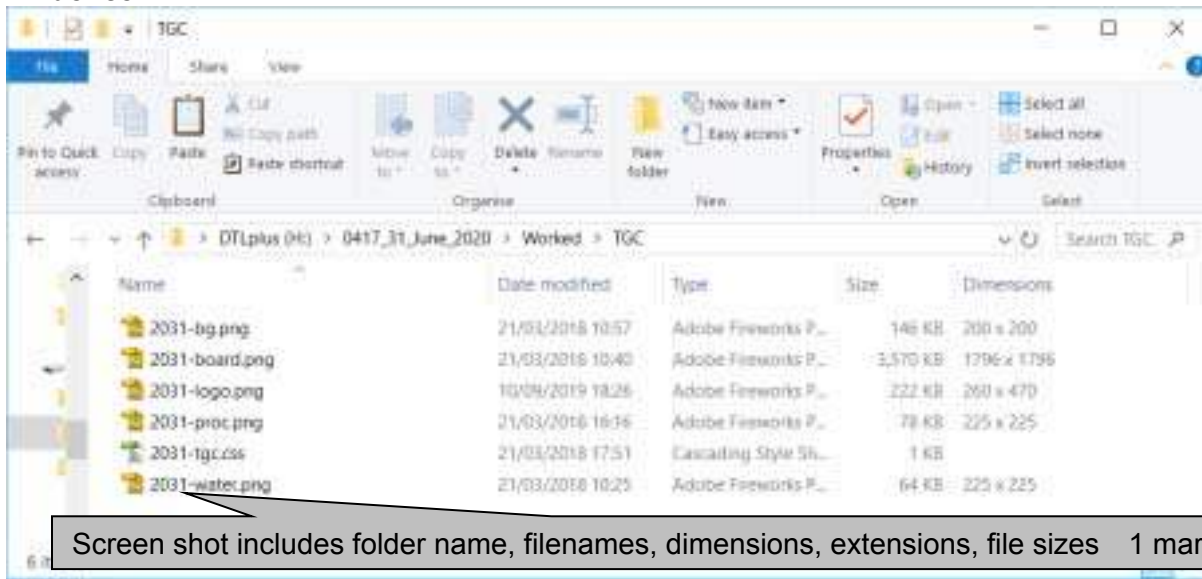 TGC
File Home Share View
Pin to Quick access
Copy
Paste
Cut
Copy path
Paste shortcut
Move to
Copy to
Delete
Rename
New folder
New item
Easy access
Properties
Open
Edit
History
Select all
Select none
Invert selection
Clipboard Organise New Open Select
DTLplus (H:) > 0417_31_June_2020 > Worked > TGC
Search TGC
Name Date modified Type Size Dimensions
2031-bg.png 21/03/2018 10:57 Adobe Fireworks P... 146 KB 200 x 200
2031-board.png 21/03/2018 10:40 Adobe Fireworks P... 3,570 KB 1796 x 1796
2031-logo.png 10/09/2019 18:26 Adobe Fireworks P... 222 KB 260 x 470
2031-proc.png 21/03/2018 16:16 Adobe Fireworks P... 78 KB 225 x 225
2031-tgc.css 21/03/2018 17:51 Cascading Style Sh... 1 KB
2031-water.png 21/03/2018 10:25 Adobe Fireworks P... 64 KB 225 x 225
Screen shot includes folder name, filenames, dimensions, extensions, file sizes 1 mar